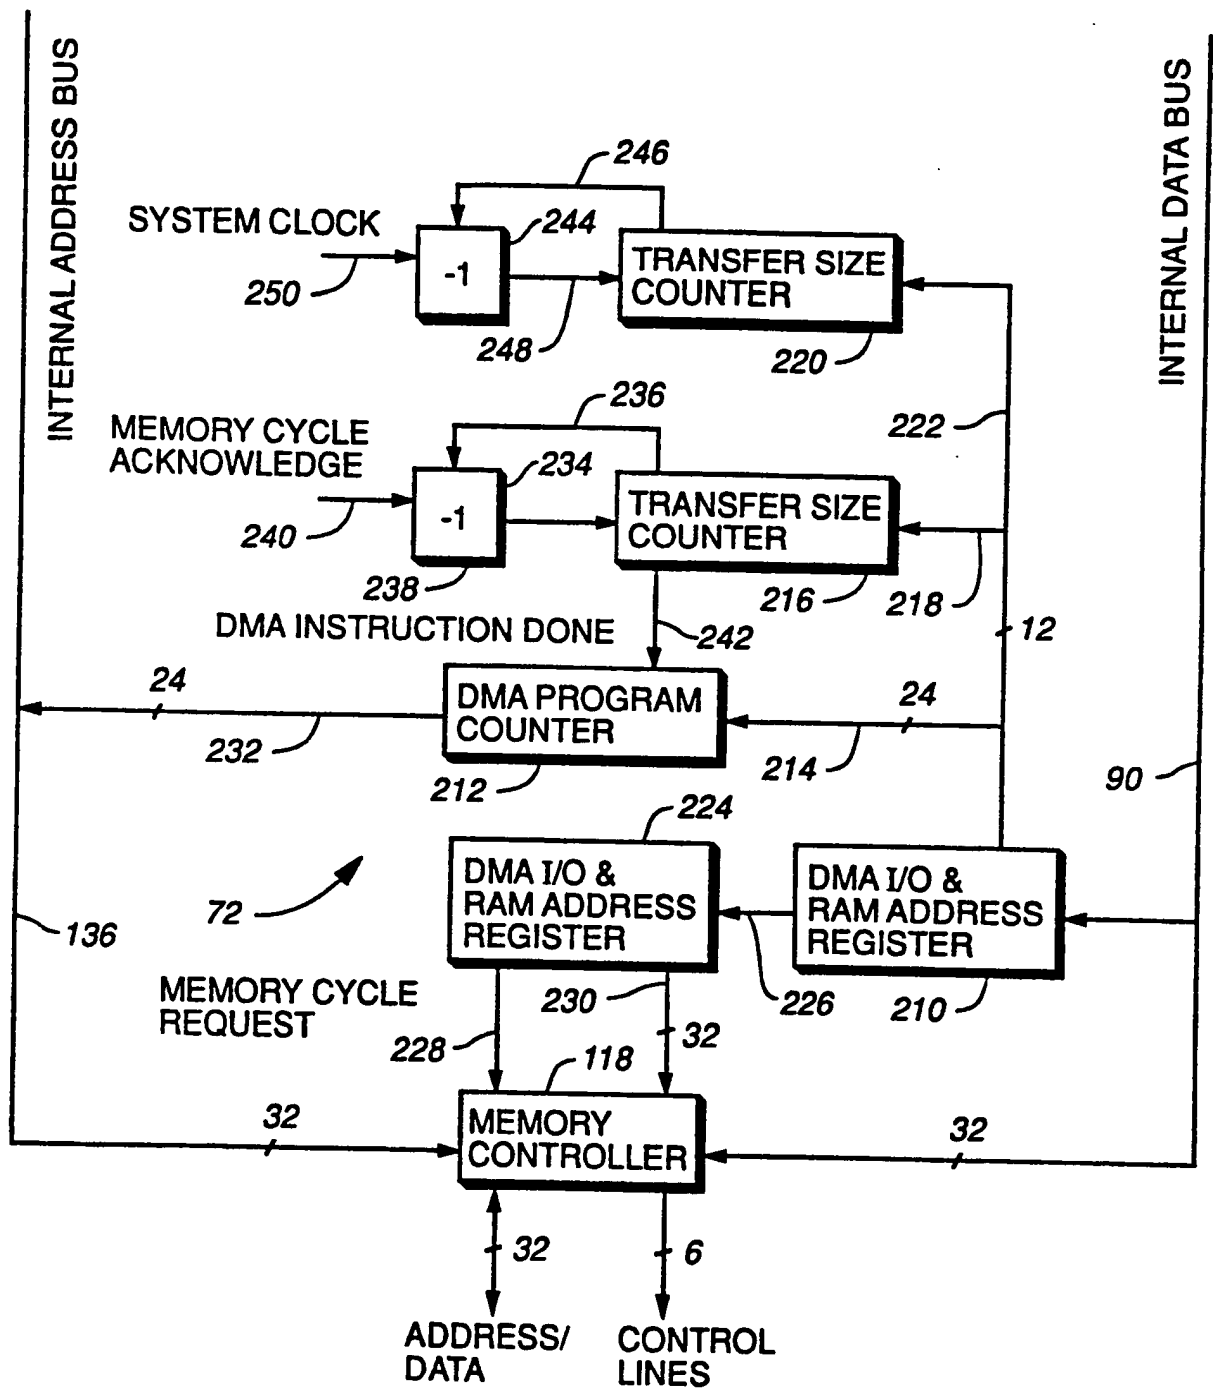 INTERNAL ADDRESS BUS
INTERNAL DATA BUS
246
SYSTEM CLOCK
244
250
-1
248
TRANSFER SIZE
COUNTER
220
222
236
MEMORY CYCLE
ACKNOWLEDGE
234
240
-1
238
TRANSFER SIZE
COUNTER
216
218
12
DMA INSTRUCTION DONE
242
24
232
DMA PROGRAM
COUNTER
212
24
214
90
224
DMA I/O &
RAM ADDRESS
REGISTER
226
DMA I/O &
RAM ADDRESS
REGISTER
210
72
136
MEMORY CYCLE
REQUEST
228
230
32
118
MEMORY
CONTROLLER
32
32
32
6
ADDRESS/
DATA
CONTROL
LINES